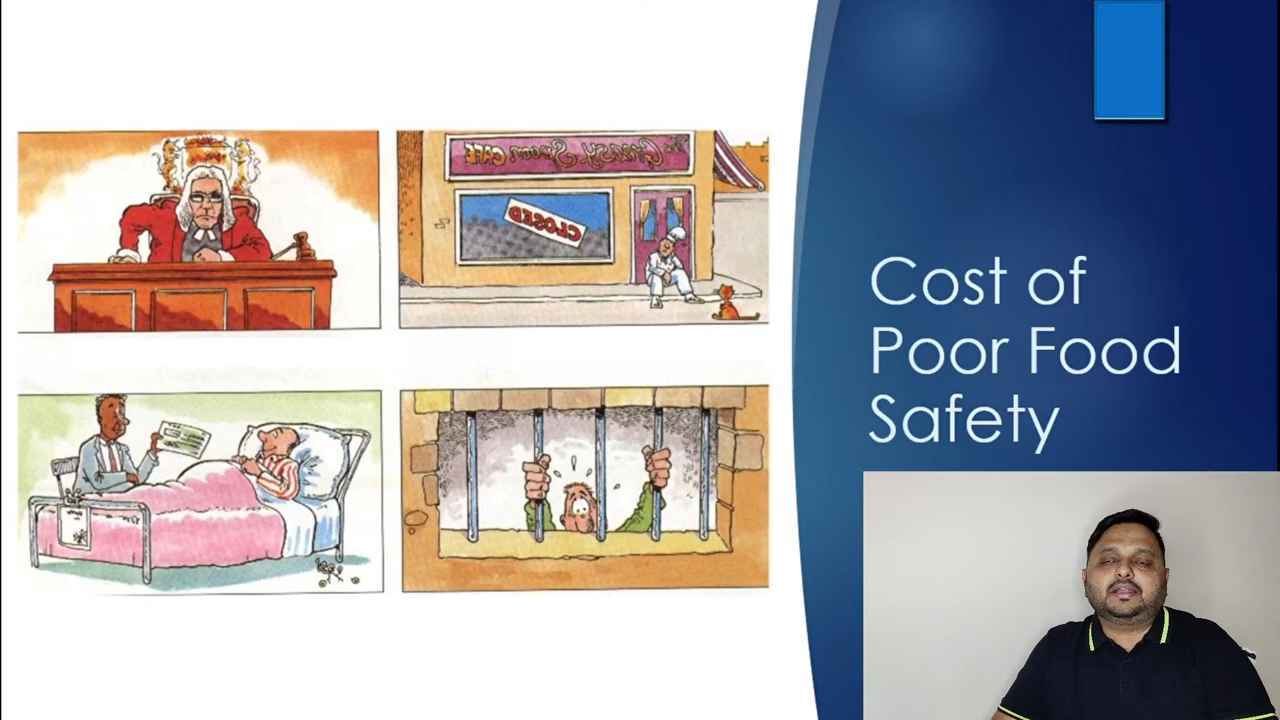 The Greasy Spoon CAFE
CLOSED
Cost of
Poor Food
Safety